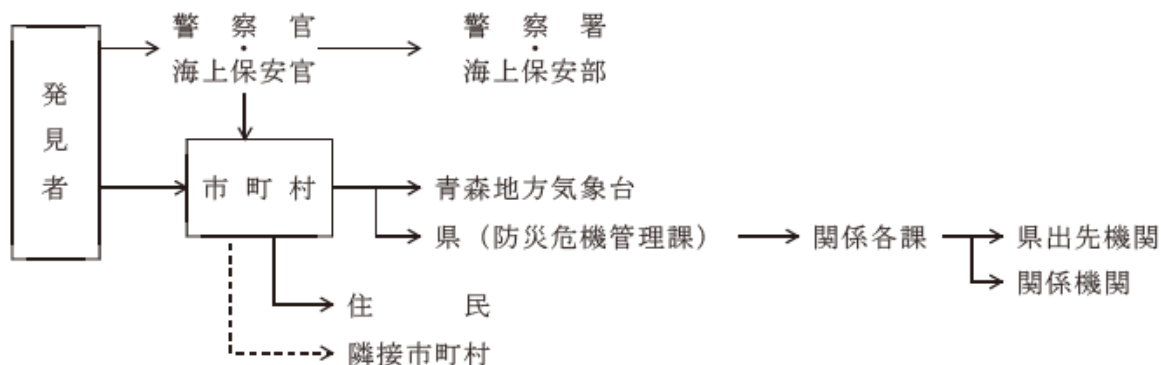 発見者
警察官
・
海上保安官
警察署
・
海上保安部
市町村
青森地方気象台
県（防災危機管理課）
関係各課
県出先機関
関係機関
住民
隣接市町村